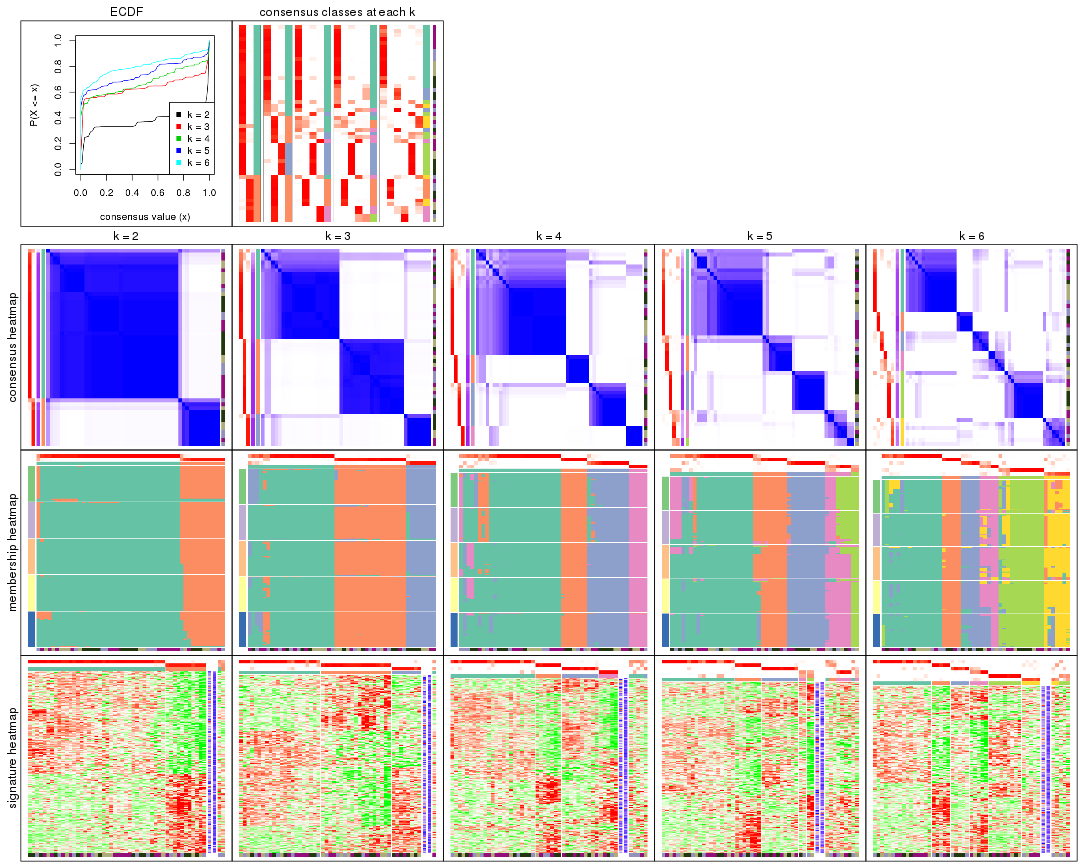 ECDF
consensus classes at each k
P(X <= x)
0.0 0.2 0.4 0.6 0.8 1.0
k = 2
k = 3
k = 4
k = 5
k = 6
0.0 0.2 0.4 0.6 0.8 1.0
consensus value (x)
k = 2
k = 3
k = 4
k = 5
k = 6
consensus heatmap
membership heatmap
signature heatmap